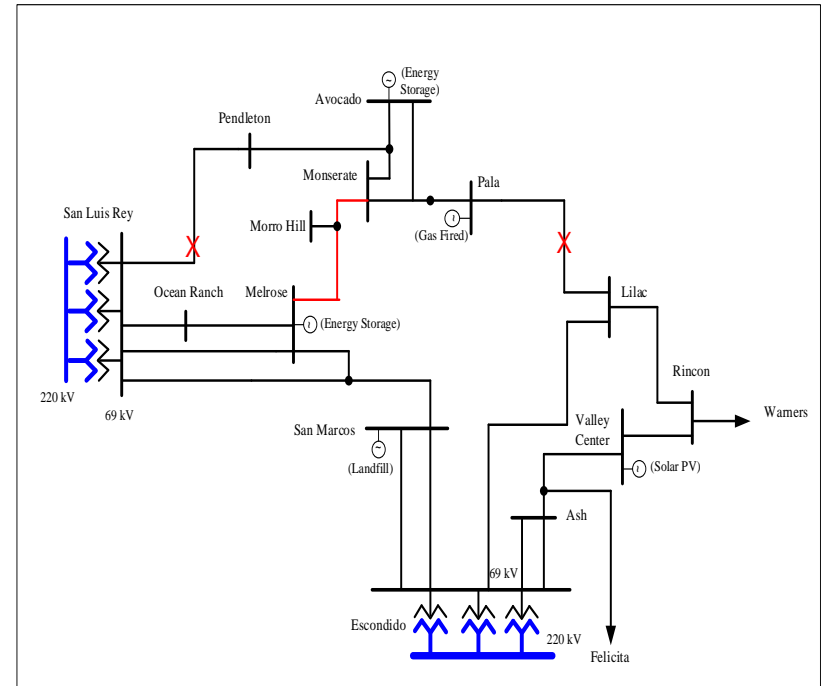 (Energy
Storage)
Avocado
Pendleton
Monserate
Pala
(Gas Fired)
Morro Hill
San Luis Rey
Ocean Ranch
Melrose
(Energy Storage)
Lilac
220 kV
69 kV
Rincon
Warners
Valley
Center
(Solar PV)
San Marcos
(Landfill)
Ash
69 kV
Escondido
220 kV
Felicita